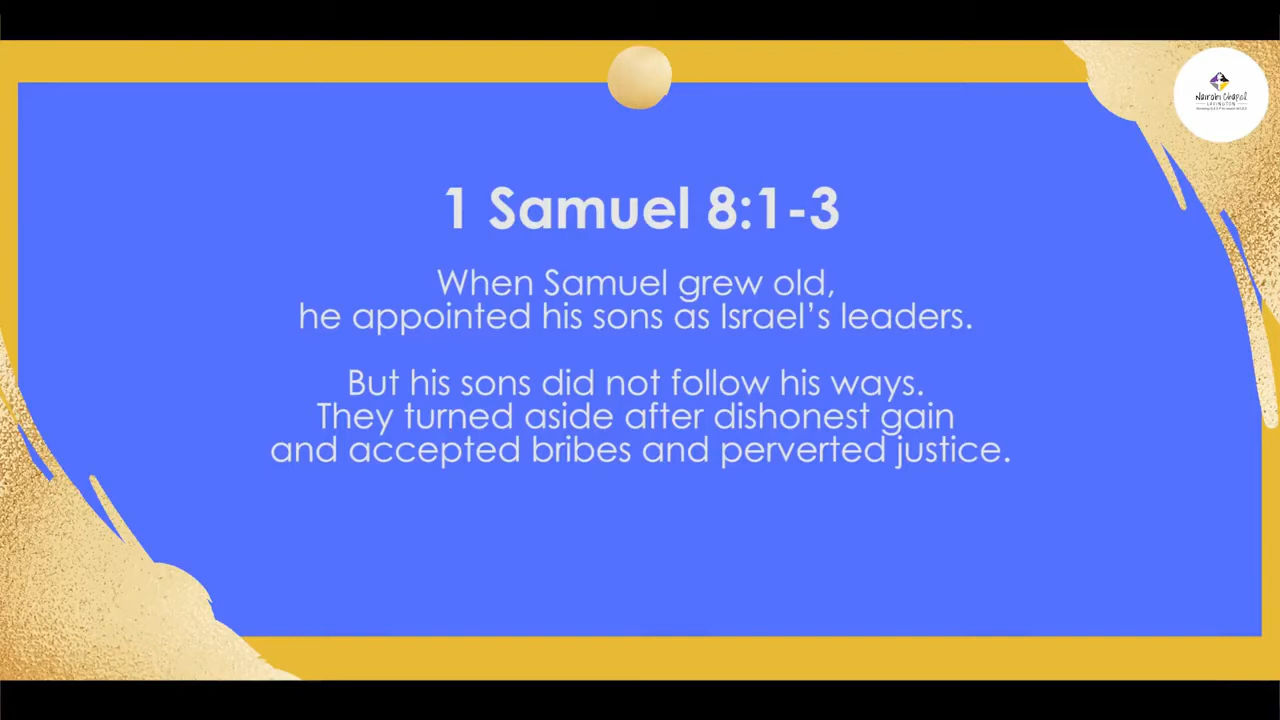 Nairobi Chapel
LAVINGTON
1 Samuel 8:1-3
When Samuel grew old,
he appointed his sons as Israel’s leaders.
But his sons did not follow his ways.
They turned aside after dishonest gain
and accepted bribes and perverted justice.